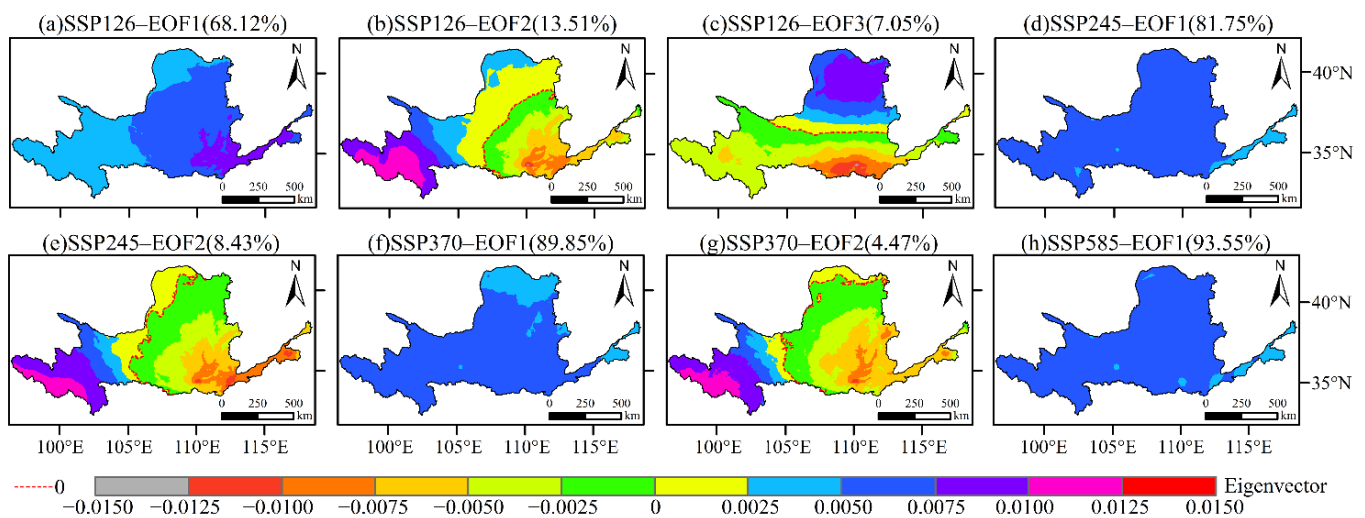 (a)SSP126–EOF1(68.12%) (b)SSP126–EOF2(13.51%) (c)SSP126–EOF3(7.05%) (d)SSP245–EOF1(81.75%)
N N N N
40°N
35°N
0 250 500 0 250 500 0 250 500 0 250 500
km km km km
(e)SSP245–EOF2(8.43%) (f)SSP370–EOF1(89.85%) (g)SSP370–EOF2(4.47%) (h)SSP585–EOF1(93.55%)
N N N N
40°N
35°N
0 250 500 0 250 500 0 250 500 0 250 500
km km km km
100°E 105°E 110°E 115°E 100°E 105°E 110°E 115°E 100°E 105°E 110°E 115°E 100°E 105°E 110°E 115°E
0 Eigenvector
−0.0150 −0.0125 −0.0100 −0.0075 −0.0050 −0.0025 0 0.0025 0.0050 0.0075 0.0100 0.0125 0.0150